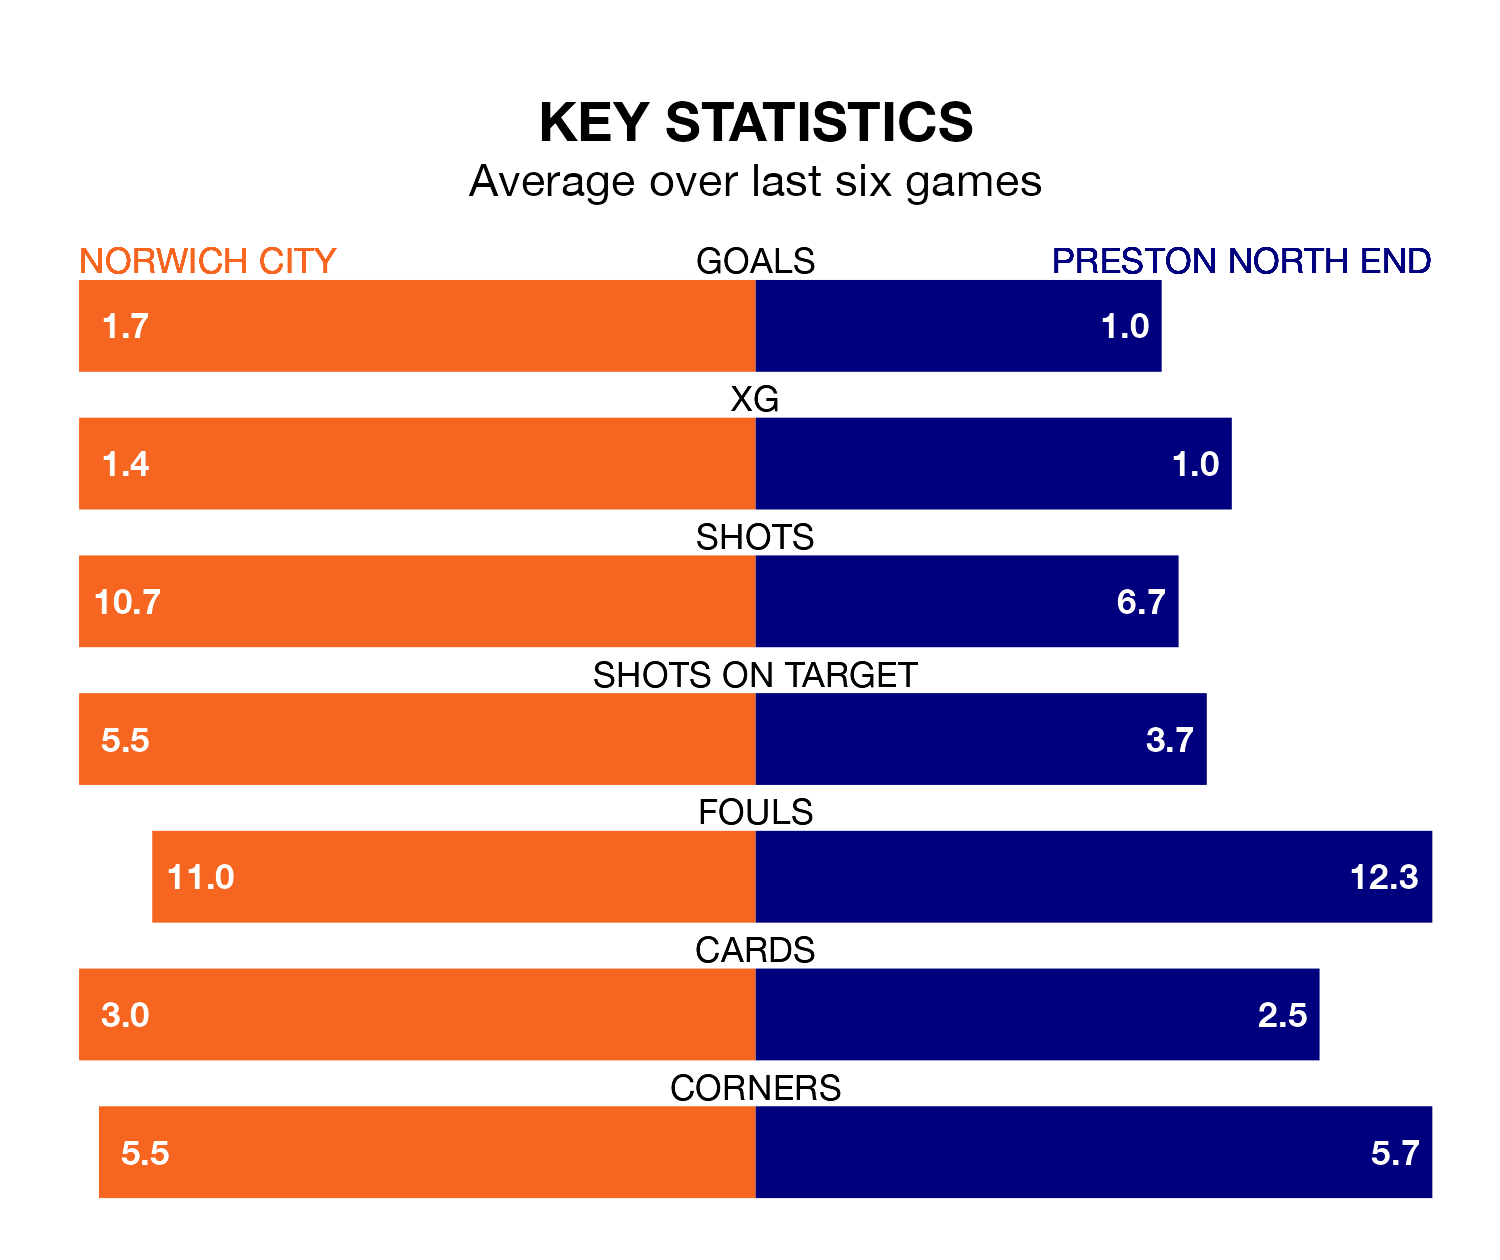 KEY STATISTICS
Average over last six games
NORWICH CITY GOALS PRESTON NORTH END
1.7 1.0
XG
1.4 1.0
SHOTS
10.7 6.7
SHOTS ON TARGET
5.5 3.7
FOULS
11.0 12.3
CARDS
3.0 2.5
CORNERS
5.5 5.7